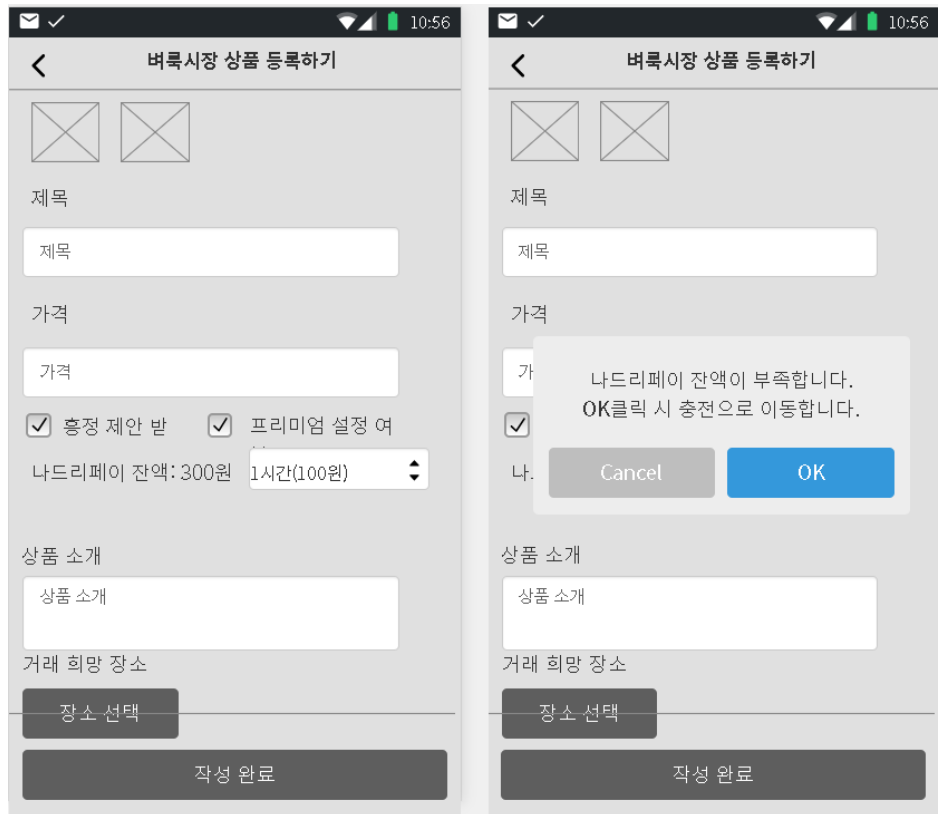 10:56
벼룩시장 상품 등록하기
제목
제목
가격
가격
흥정 제안 받
프리미엄 설정 여
나드리페이 잔액: 300원
1시간(100원)
상품 소개
상품 소개
거래 희망 장소
장소 선택
작성 완료
10:56
벼룩시장 상품 등록하기
제목
제목
가격
가
나드리페이 잔액이 부족합니다.
OK클릭 시 충전으로 이동합니다.
나
Cancel
OK
상품 소개
상품 소개
거래 희망 장소
장소 선택
작성 완료